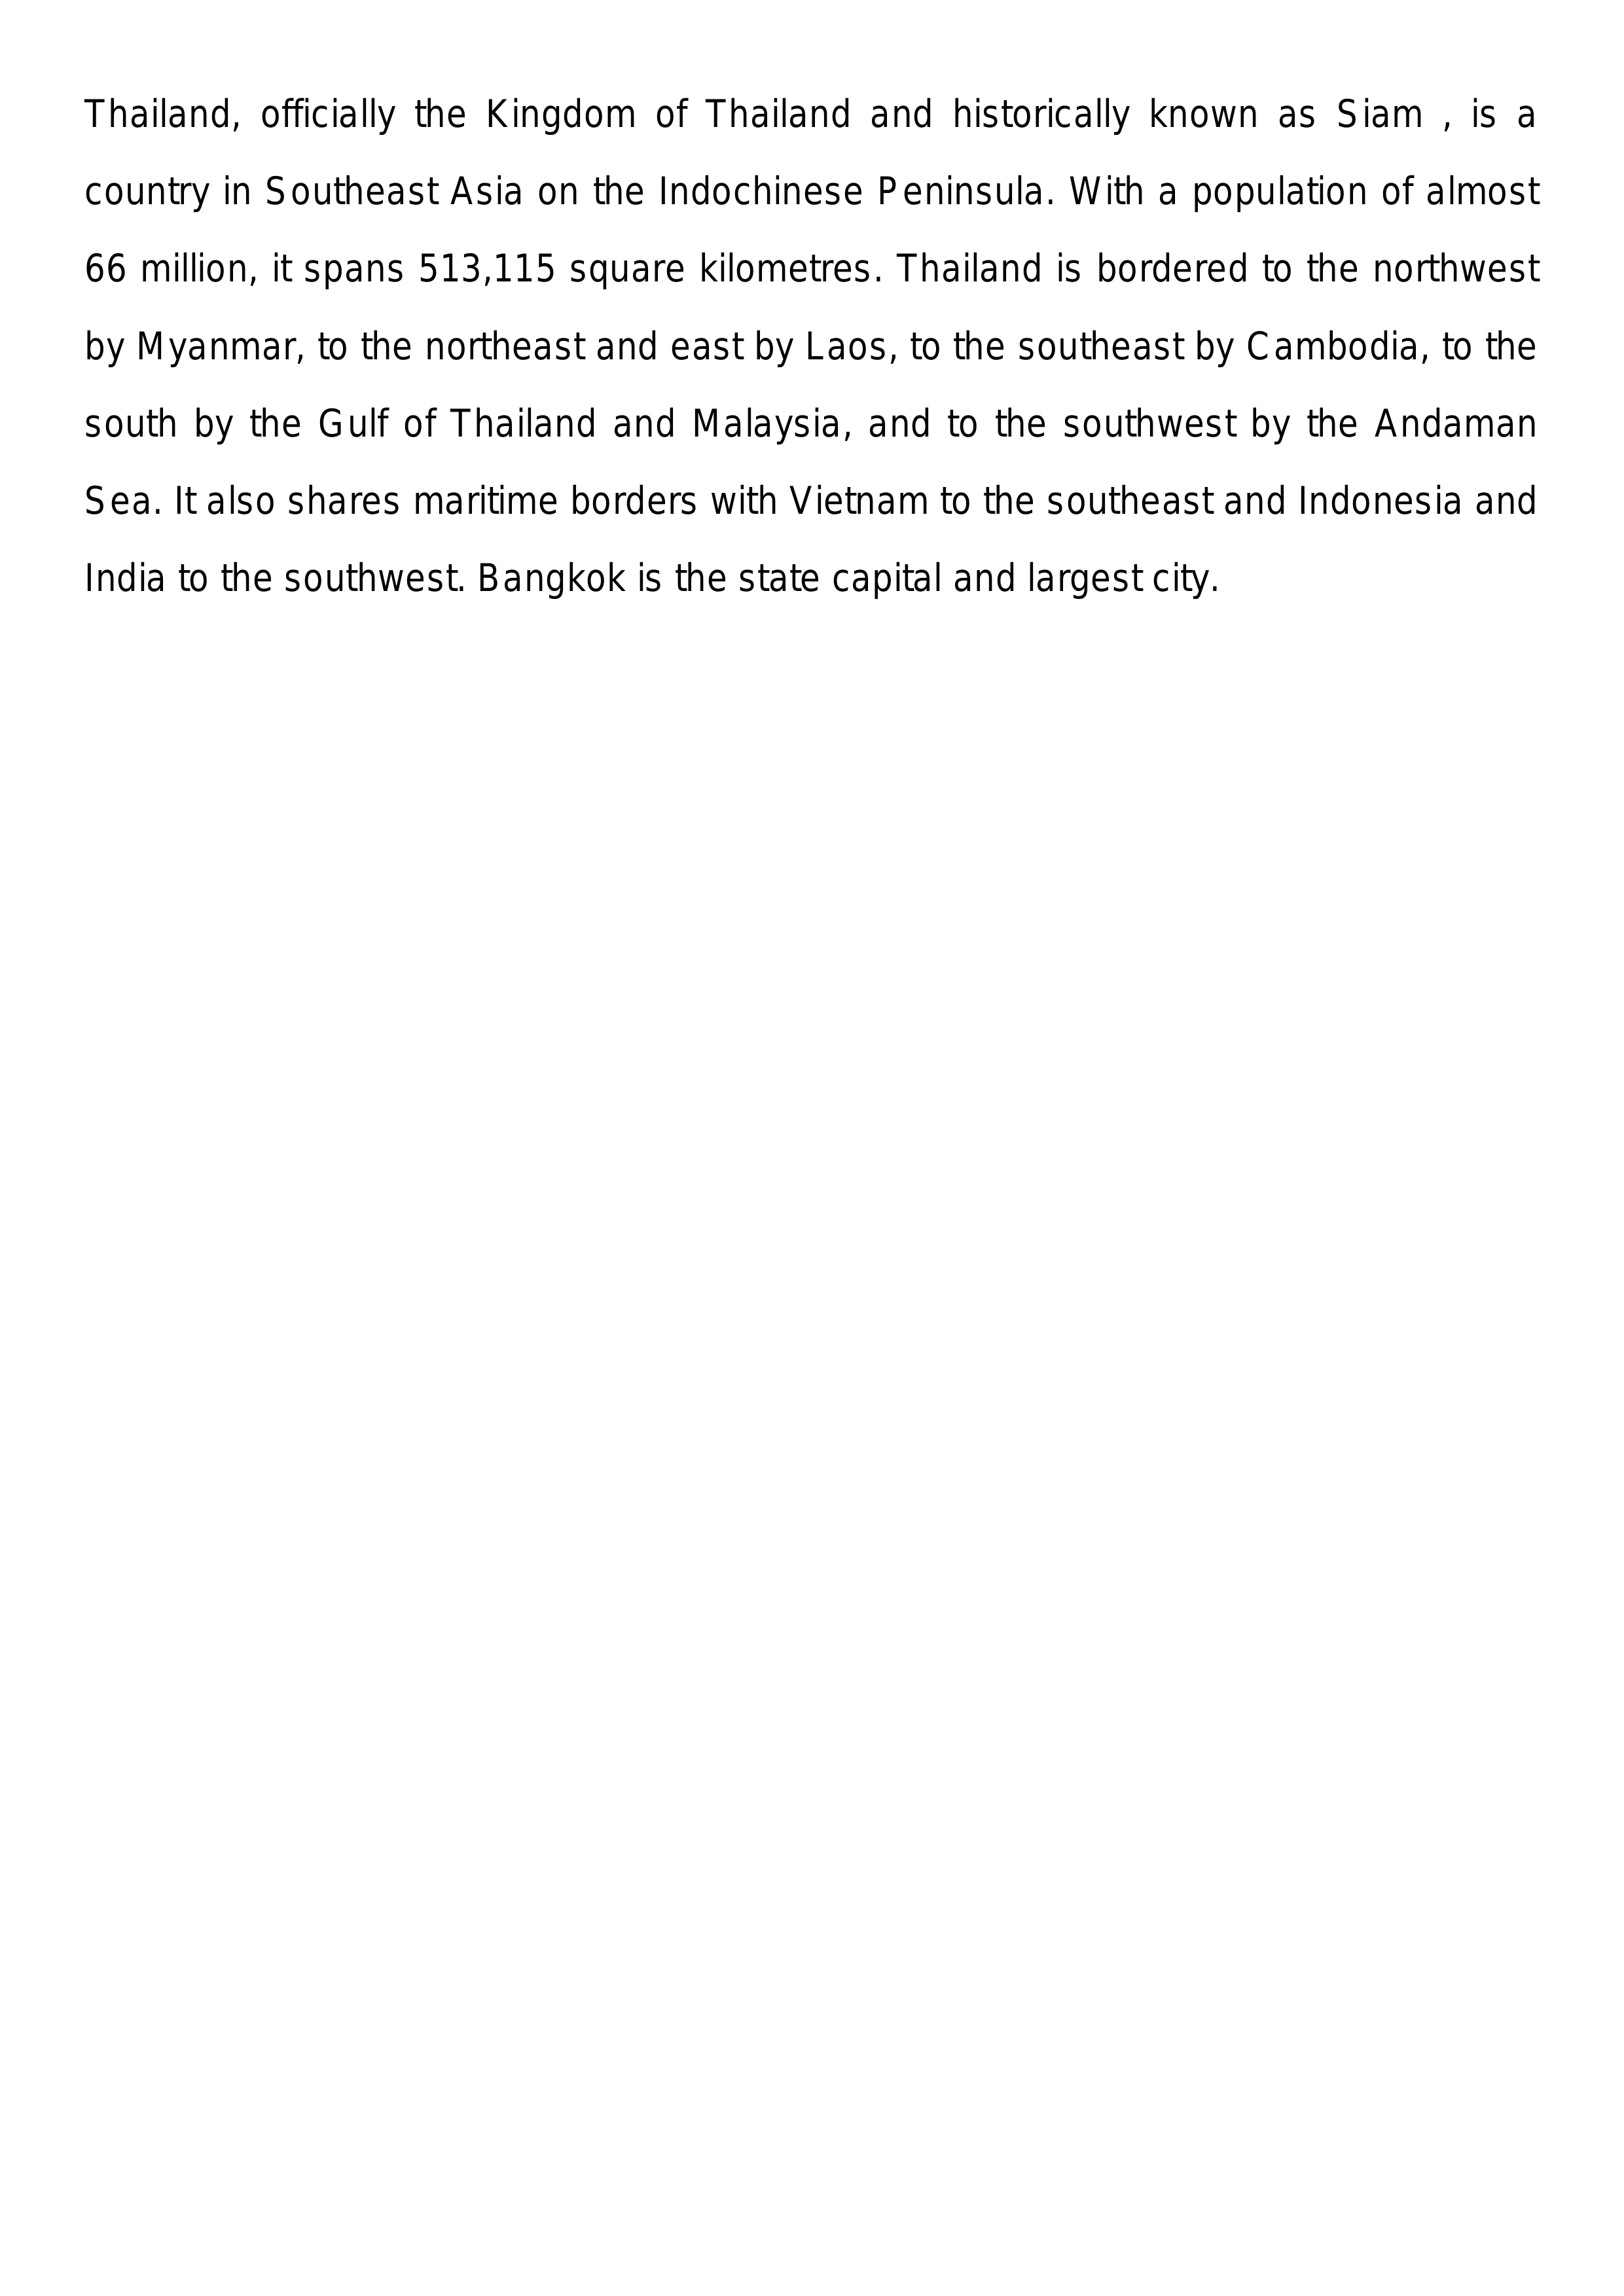 Thailand, officially the Kingdom of Thailand and historically known as Siam , is a
country in Southeast Asia on the Indochinese Peninsula. With a population of almost
66 million, it spans 513,115 square kilometres. Thailand is bordered to the northwest
by Myanmar, to the northeast and east by Laos, to the southeast by Cambodia, to the
south by the Gulf of Thailand and Malaysia, and to the southwest by the Andaman
Sea. It also shares maritime borders with Vietnam to the southeast and Indonesia and
India to the southwest. Bangkok is the state capital and largest city.